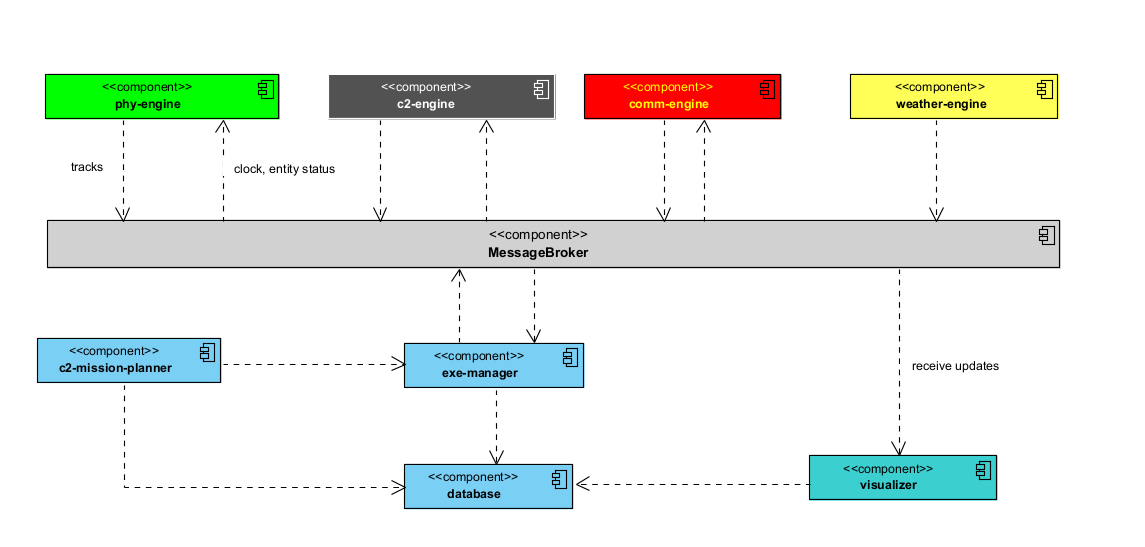 <<component>>
phy-engine
<<component>>
c2-engine
<<component>>
comm-engine
<<component>>
weather-engine
tracks
clock, entity status
<<component>>
MessageBroker
<<component>>
c2-mission-planner
<<component>>
exe-manager
receive updates
<<component>>
database
<<component>>
visualizer